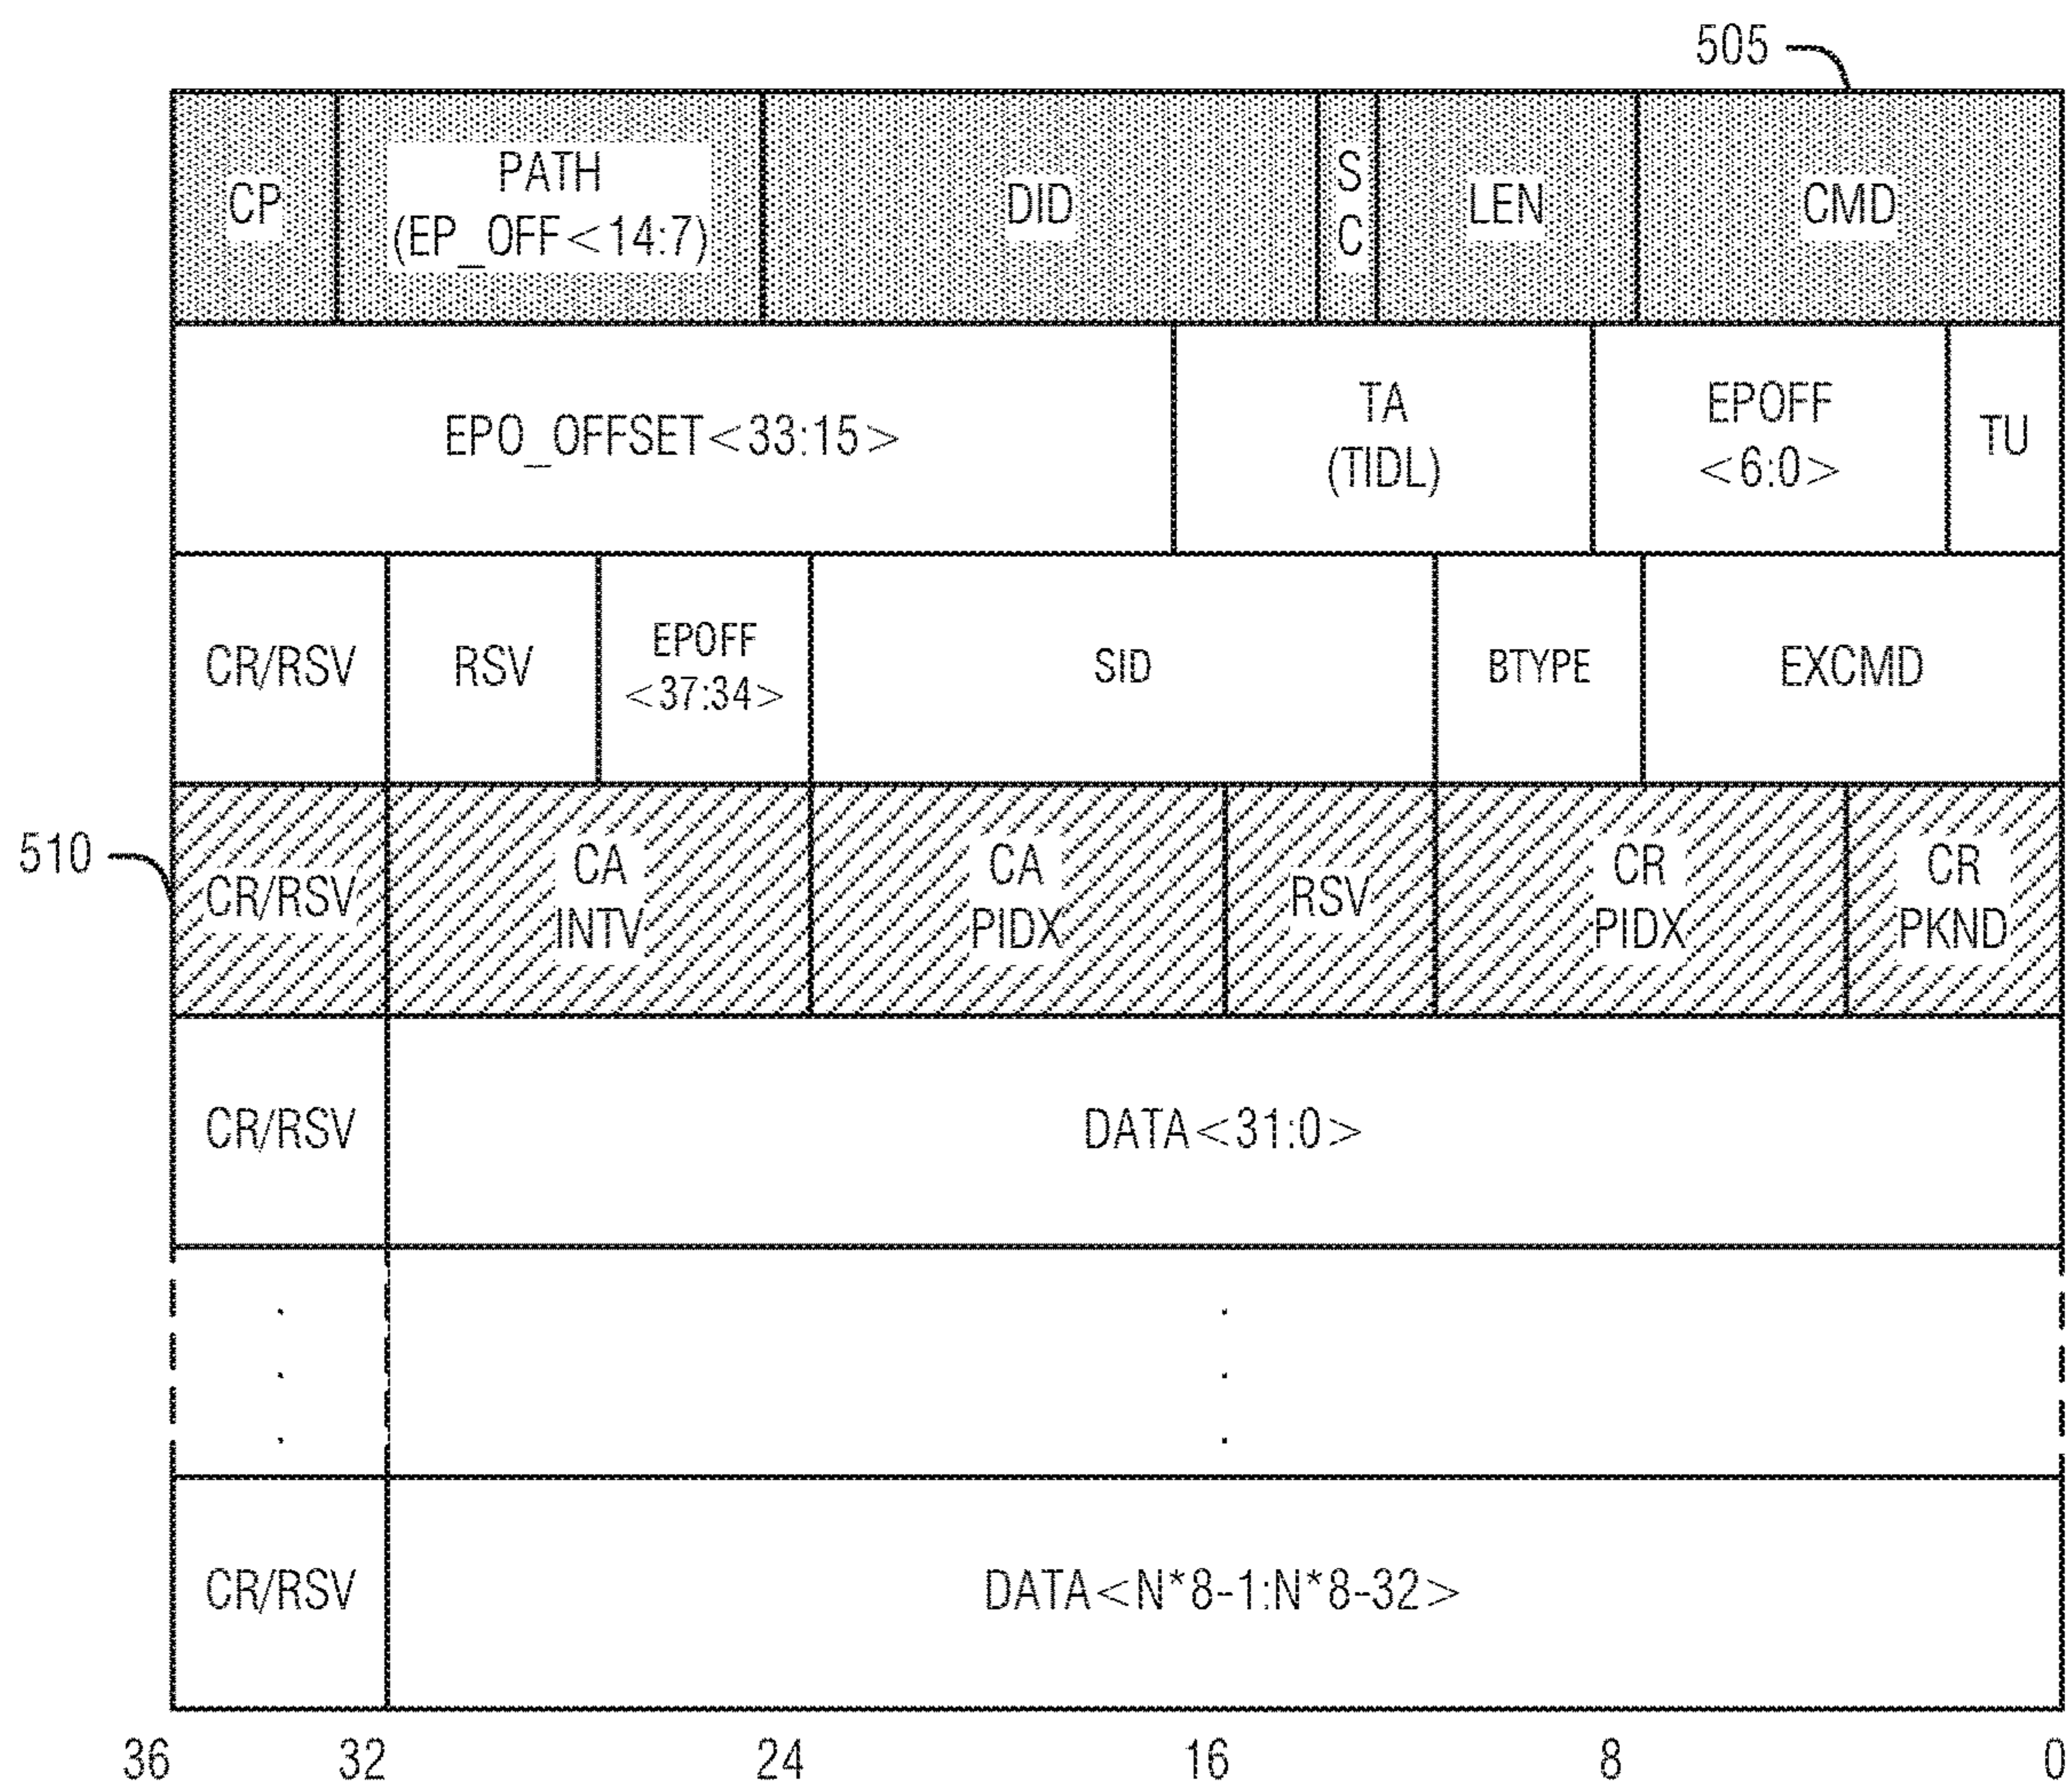 505
CP
PATH
(EP_OFF<14:7)
DID
S
C
LEN
CMD
EPO_OFFSET<33:15>
TA
(TIDL)
EPOFF
<6:0>
TU
CR/RSV
RSV
EPOFF
<37:34>
SID
BTYPE
EXCMD
510
CR/RSV
CA
INTV
CA
PIDX
RSV
CR
PIDX
CR
PKND
CR/RSV
DATA<31:0>
CR/RSV
DATA<N*8-1:N*8-32>
36
32
24
16
8
0